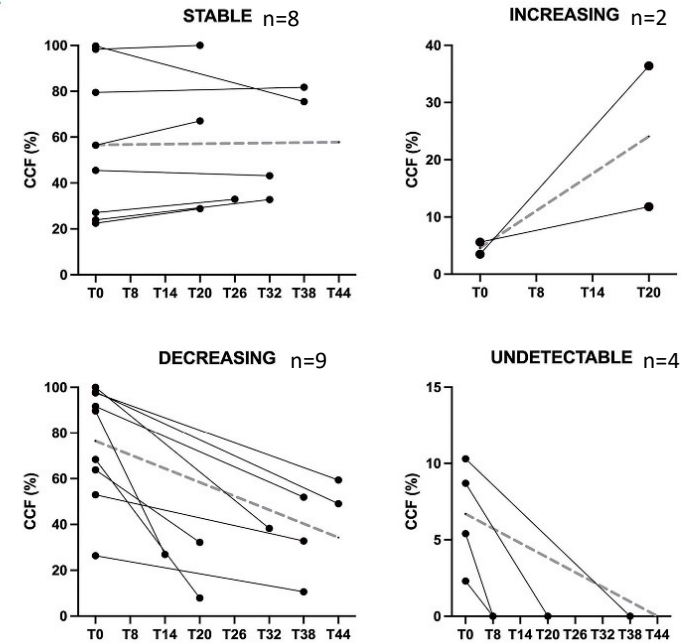 STABLE n=8
100
80
60
40
20
0
CCF (%)
T0 T8 T14 T20 T26 T32 T38 T44
INCREASING n=2
40
30
20
10
0
CCF (%)
T0 T8 T14 T20
DECREASING n=9
100
80
60
40
20
0
CCF (%)
T0 T8 T14 T20 T26 T32 T38 T44
UNDETECTABLE n=4
15
10
5
0
CCF (%)
T0 T8 T14 T20 T26 T32 T38 T44